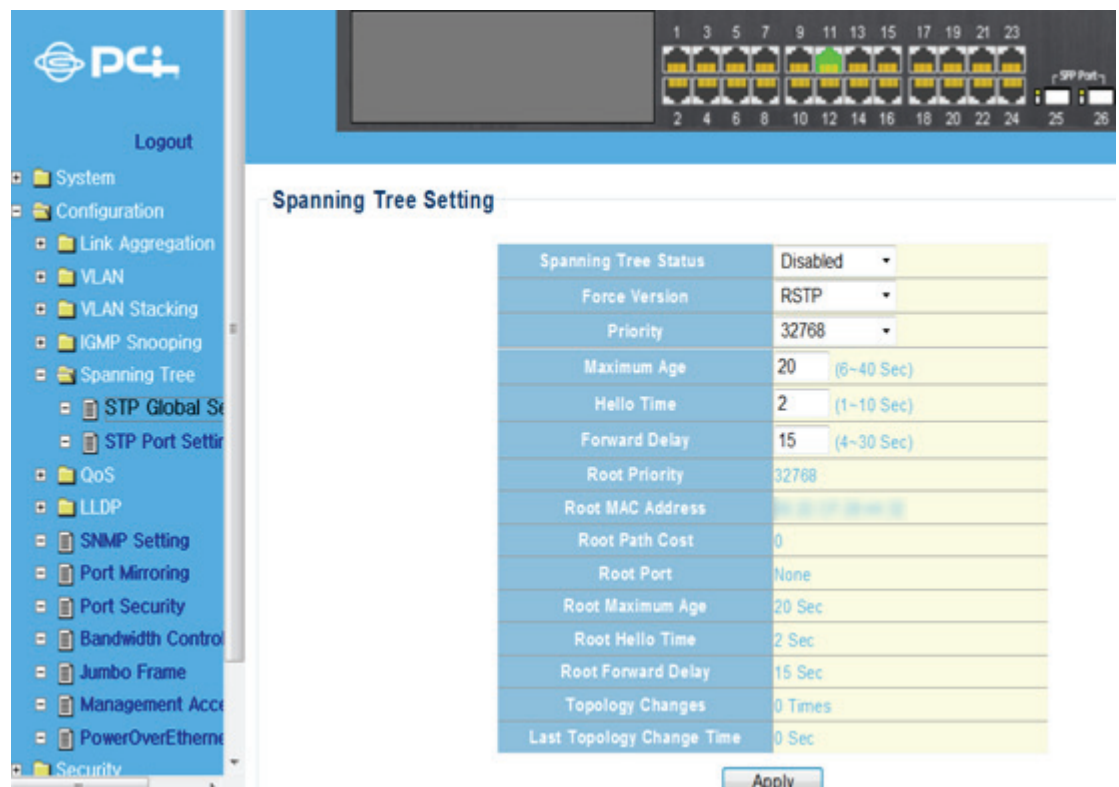 PCi
1 3 5 7 9 11 13 15 17 19 21 23
SFP Port
2 4 6 8 10 12 14 16 18 20 22 24 25 26
Logout
System
Configuration
Link Aggregation
VLAN
VLAN Stacking
IGMP Snooping
Spanning Tree
STP Global Se
STP Port Settin
QoS
LLDP
SNMP Setting
Port Mirroring
Port Security
Bandwidth Control
Jumbo Frame
Management Acce
PowerOverEtherne
Security
Spanning Tree Setting
Spanning Tree Status Disabled
Force Version RSTP
Priority 32768
Maximum Age 20 (6~40 Sec)
Hello Time 2 (1~10 Sec)
Forward Delay 15 (4~30 Sec)
Root Priority 32768
Root MAC Address
Root Path Cost 0
Root Port None
Root Maximum Age 20 Sec
Root Hello Time 2 Sec
Root Forward Delay 15 Sec
Topology Changes 0 Times
Last Topology Change Time 0 Sec
Apply